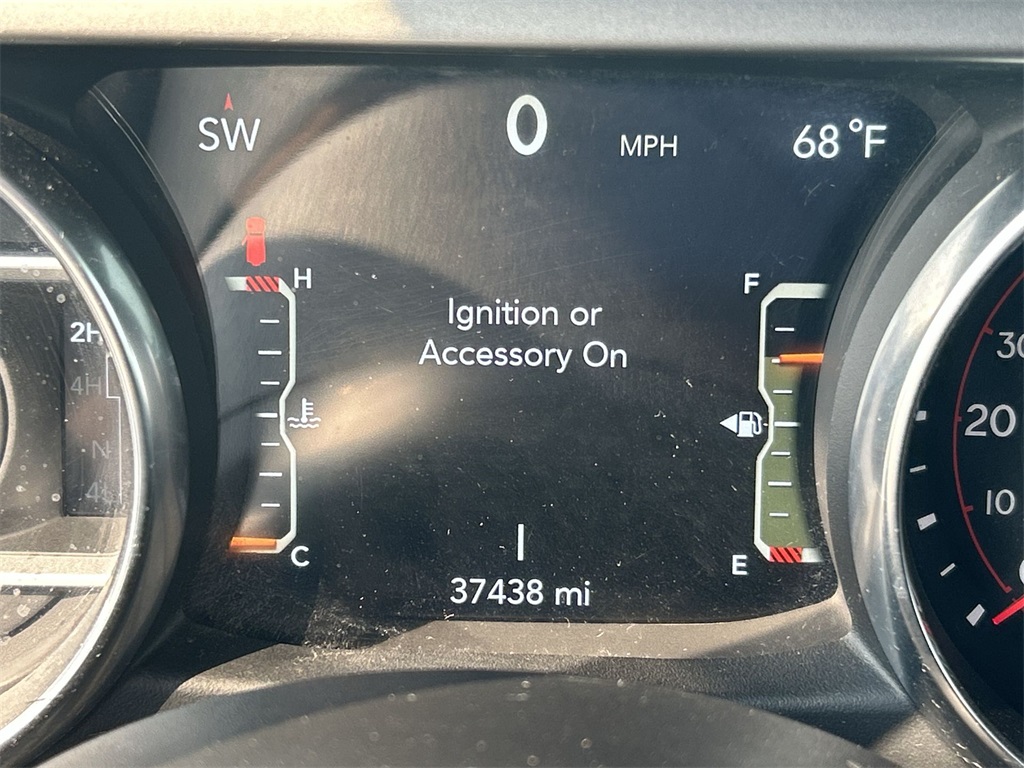 SW
0 MPH
68°F
H
F
Ignition or
Accessory On
2H
4H
N
30
20
10
C
E
37438 mi